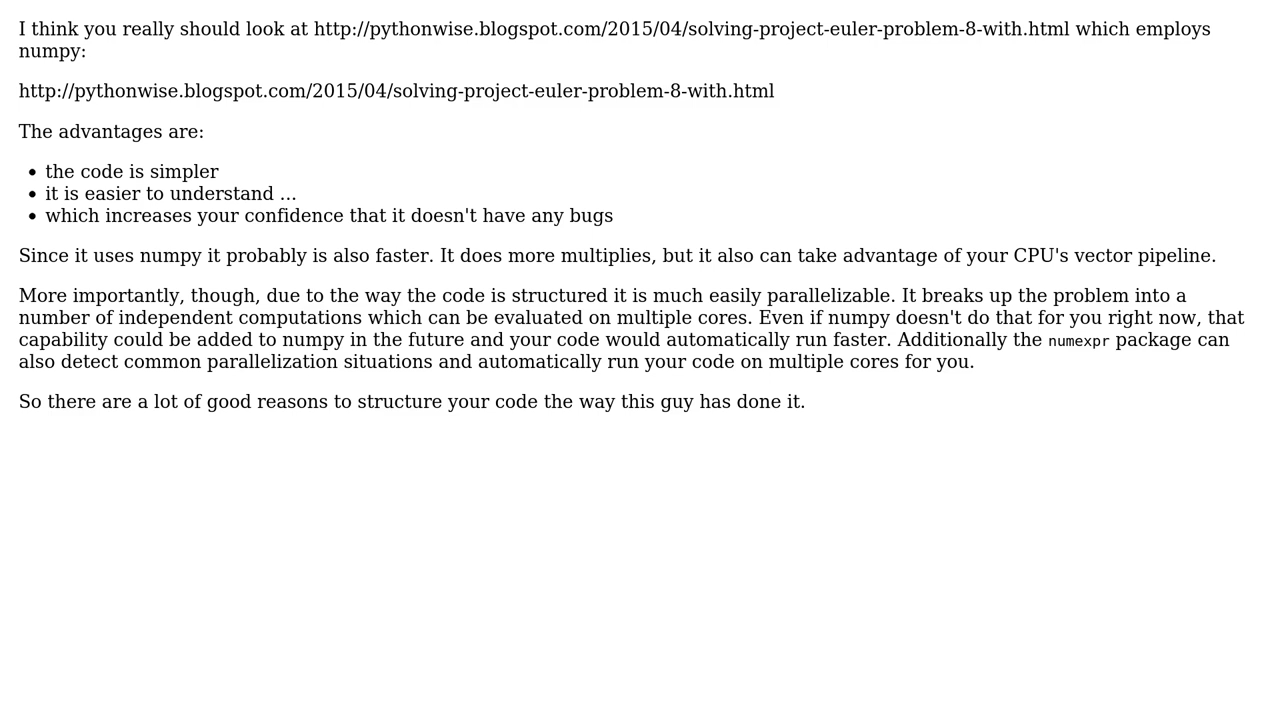 I think you really should look at http://pythonwise.blogspot.com/2015/04/solving-project-euler-problem-8-with.html which employs
numpy:
http://pythonwise.blogspot.com/2015/04/solving-project-euler-problem-8-with.html
The advantages are:
• the code is simpler
• it is easier to understand ...
• which increases your confidence that it doesn't have any bugs
Since it uses numpy it probably is also faster. It does more multiplies, but it also can take advantage of your CPU's vector pipeline.
More importantly, though, due to the way the code is structured it is much easily parallelizable. It breaks up the problem into a
number of independent computations which can be evaluated on multiple cores. Even if numpy doesn't do that for you right now, that
capability could be added to numpy in the future and your code would automatically run faster. Additionally the numexpr package can
also detect common parallelization situations and automatically run your code on multiple cores for you.
So there are a lot of good reasons to structure your code the way this guy has done it.